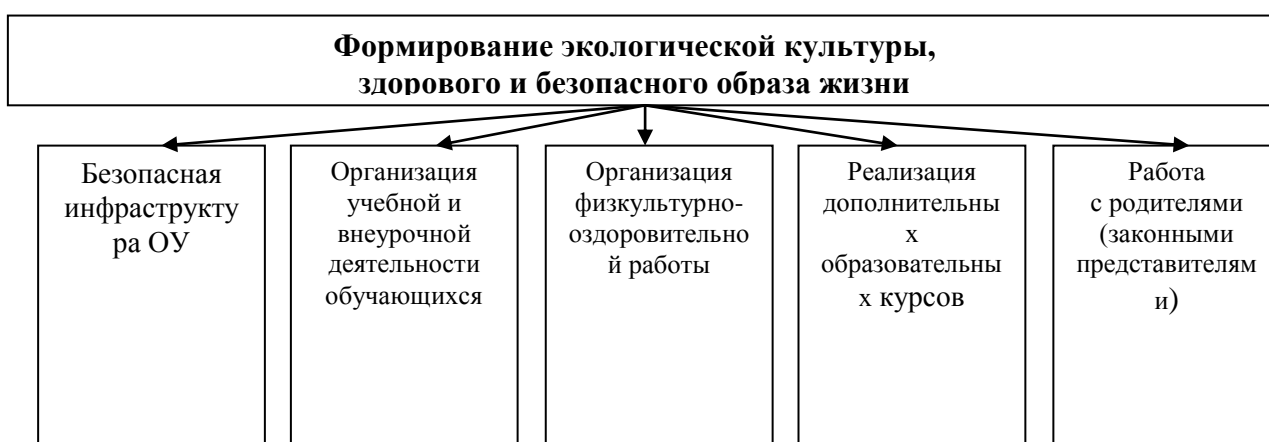 Формирование экологической культуры,
здорового и безопасного образа жизни
Безопасная
инфраструкту
ра ОУ
Организация
учебной и
внеурочной
деятельности
обучающихся
Организация
физкультурно-
оздоровительно
й работы
Реализация
дополнительны
х
образовательны
х курсов
Работа
с родителями
(законными
представителям
и)